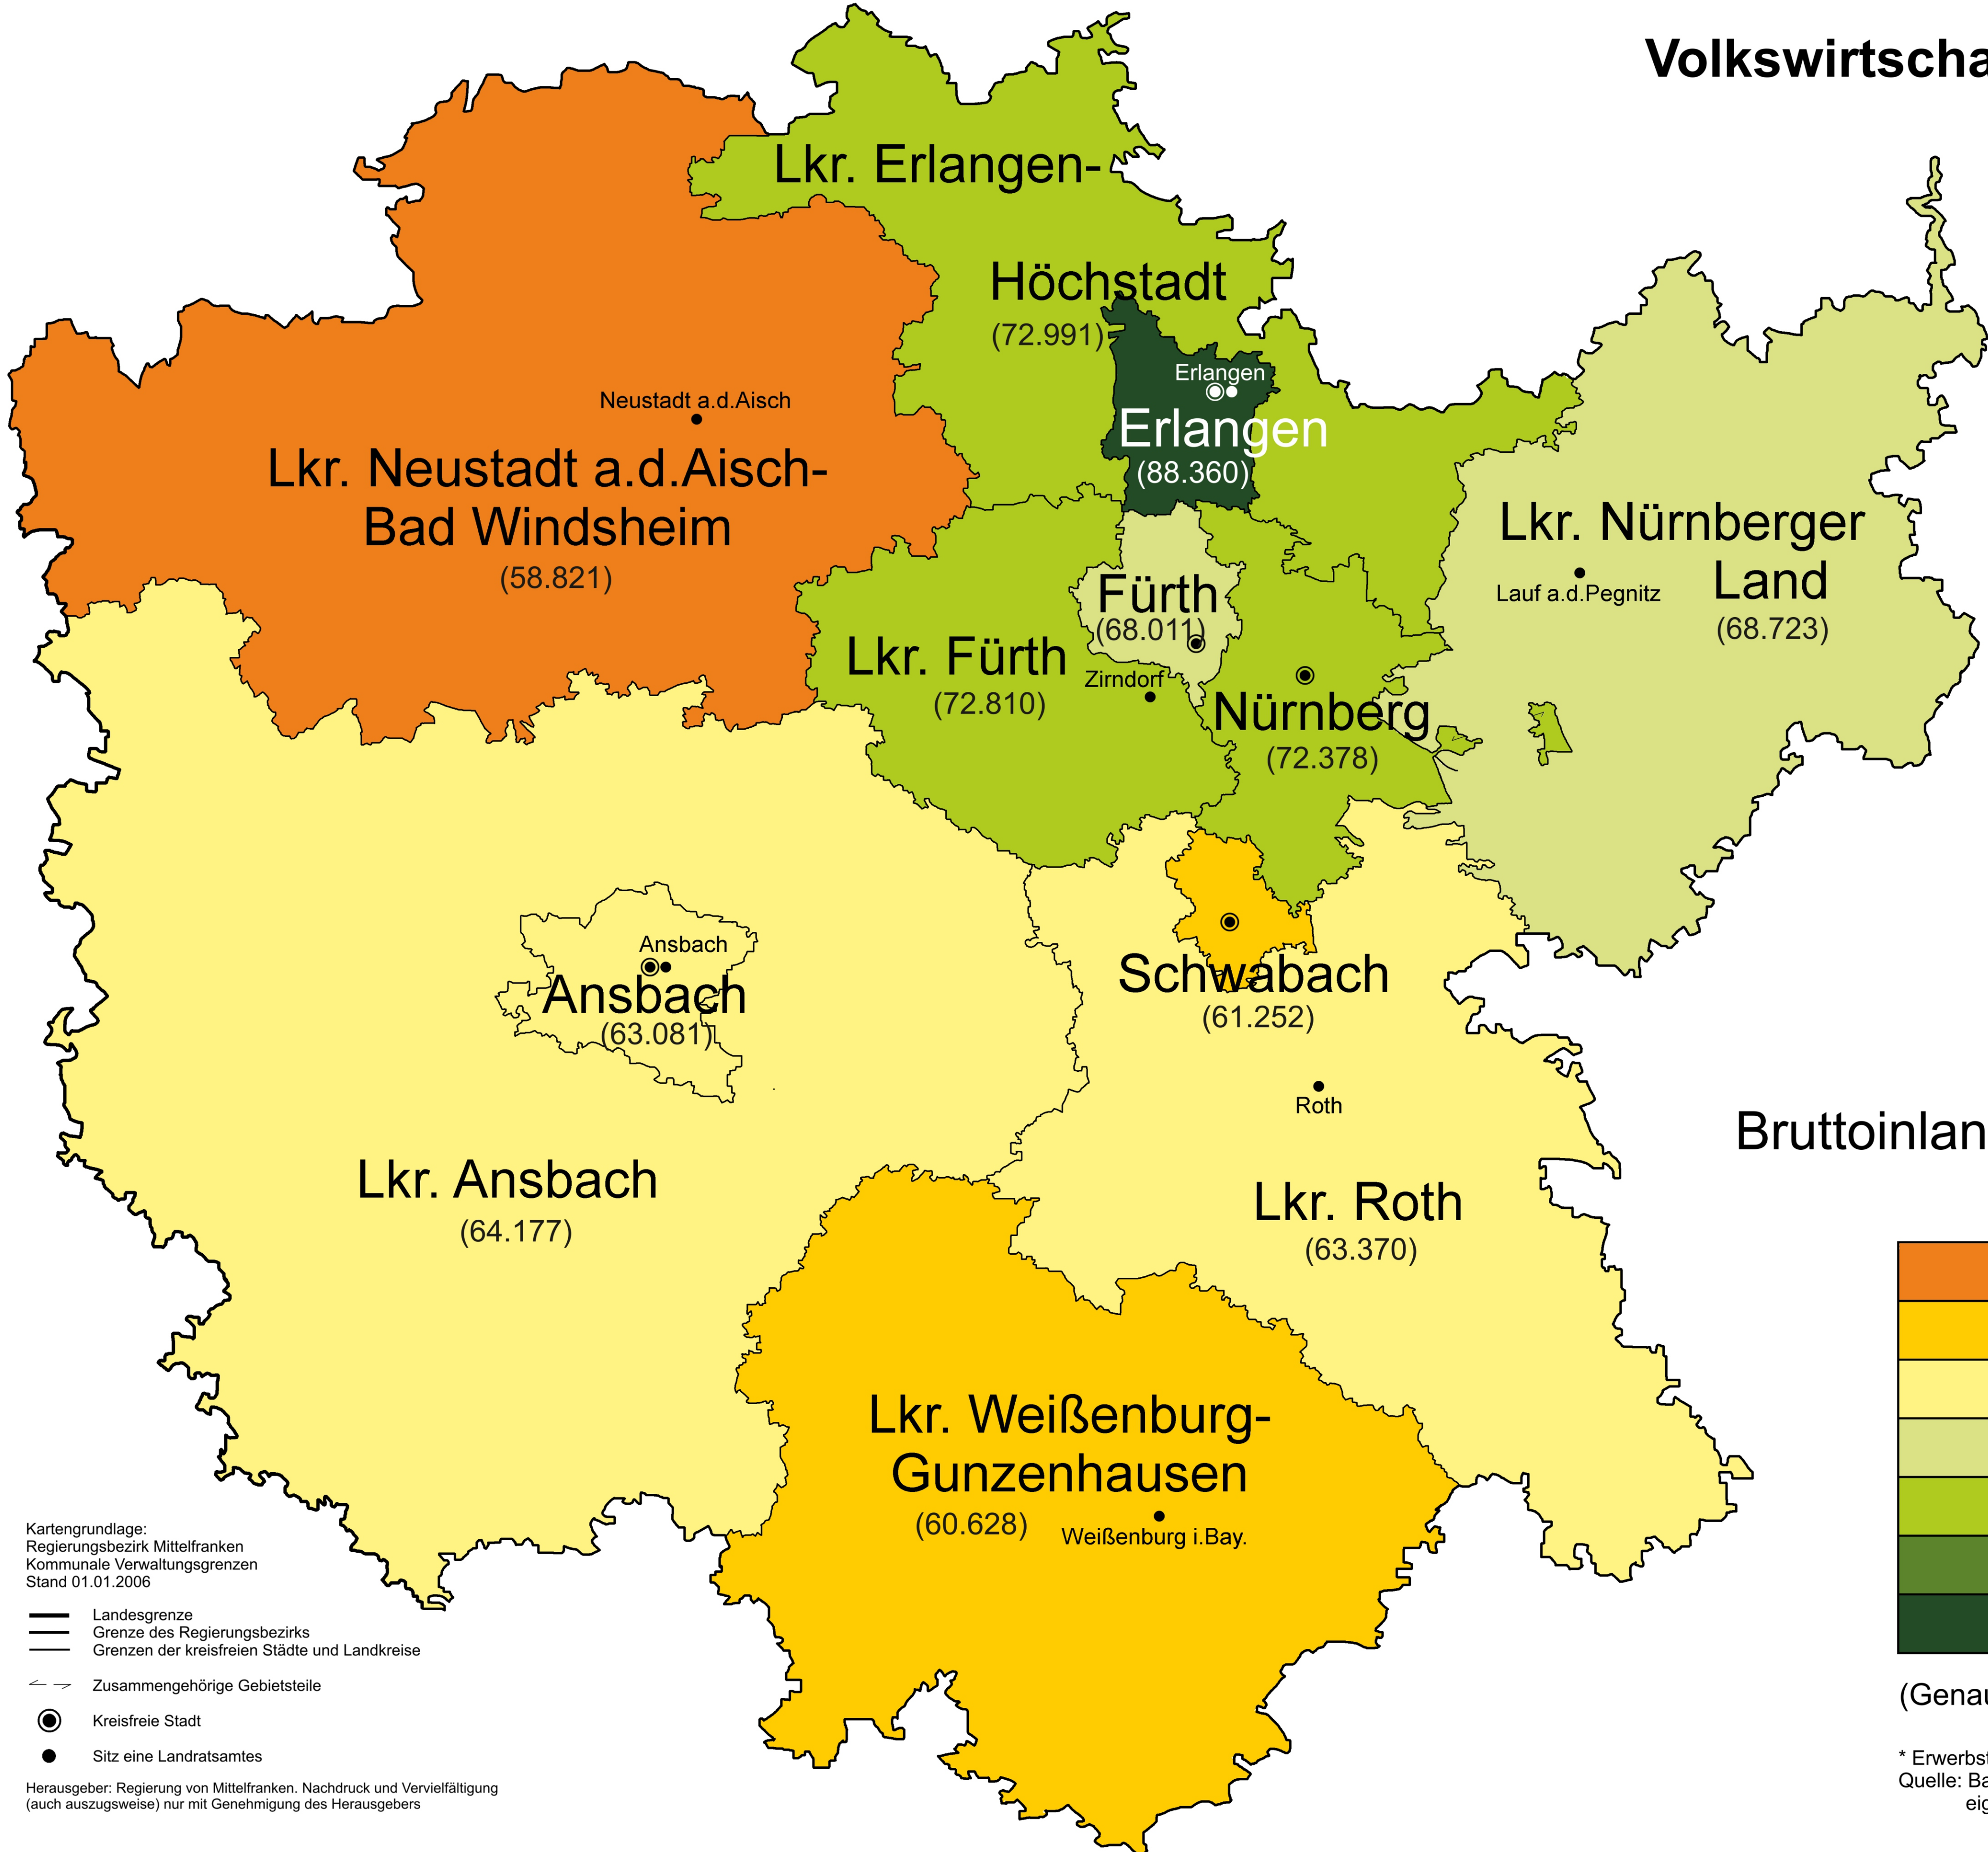 Volkswirtscha
Lkr. Erlangen-
Höchstadt
(72.991)
Erlangen
Erlangen
(88.360)
Neustadt a.d.Aisch
Lkr. Neustadt a.d.Aisch-
Bad Windsheim
(58.821)
Lkr. Nürnberger
Land
Lauf a.d.Pegnitz
(68.723)
Fürth
(68.011)
Lkr. Fürth
(72.810)
Zirndorf
Nürnberg
(72.378)
Ansbach
Ansbach
(63.081)
Schwabach
(61.252)
Roth
Lkr. Ansbach
(64.177)
Lkr. Roth
(63.370)
Bruttoinlan
Lkr. Weißenburg-
Gunzenhausen
(60.628)
Weißenburg i.Bay.
Kartengrundlage:
Regierungsbezirk Mittelfranken
Kommunale Verwaltungsgrenzen
Stand 01.01.2006
Landesgrenze
Grenze des Regierungsbezirks
Grenzen der kreisfreien Städte und Landkreise
Zusammengehörige Gebietsteile
Kreisfreie Stadt
Sitz eine Landratsamtes
Herausgeber: Regierung von Mittelfranken. Nachdruck und Vervielfältigung
(auch auszugsweise) nur mit Genehmigung des Herausgebers
(Genau
* Erwerbst
Quelle: Ba
eig